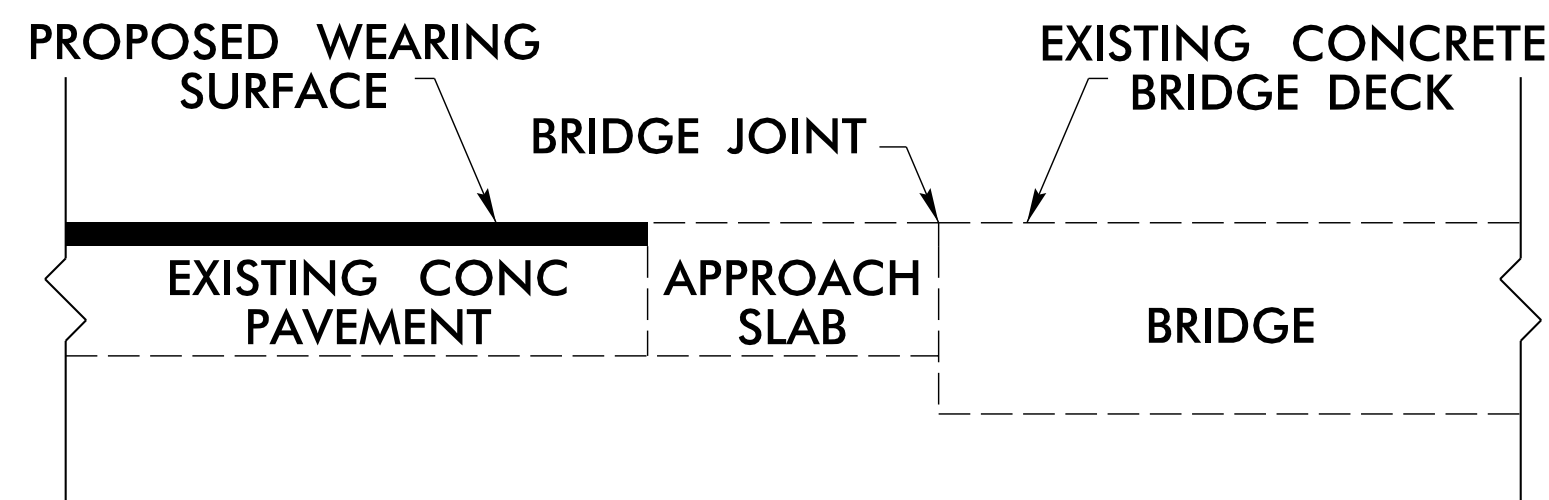 PROPOSED WEARING
SURFACE
EXISTING CONCRETE
BRIDGE DECK
BRIDGE JOINT
EXISTING CONC
PAVEMENT
APPROACH
SLAB
BRIDGE